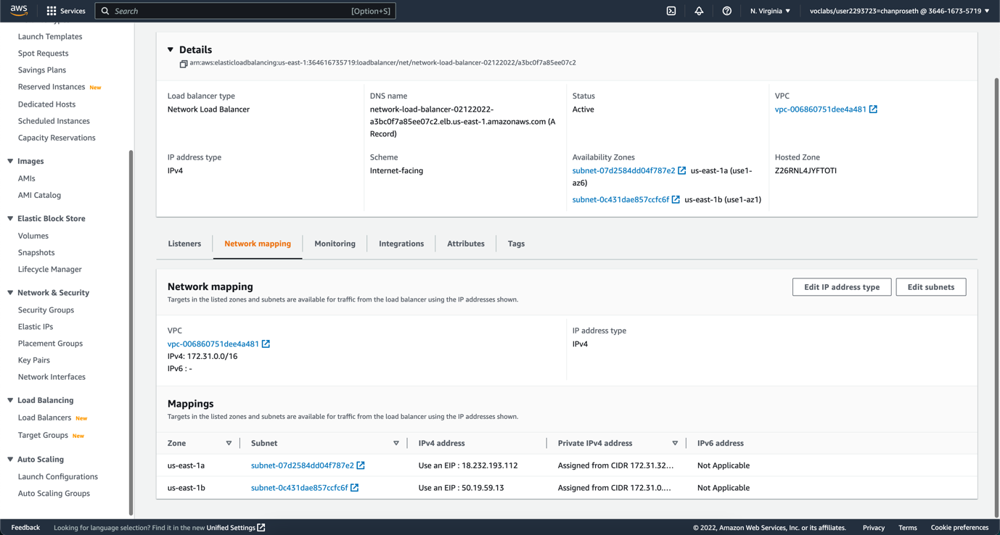 aws
Services
Search
[Option+S]
N. Virginia
voclabs/user2293723=chanproseth @ 3646-1673-5719
Launch Templates
Spot Requests
Savings Plans
Reserved Instances New
Dedicated Hosts
Scheduled Instances
Capacity Reservations
Images
AMIs
AMI Catalog
Elastic Block Store
Volumes
Snapshots
Lifecycle Manager
Network & Security
Security Groups
Elastic IPs
Placement Groups
Key Pairs
Network Interfaces
Load Balancing
Load Balancers New
Target Groups New
Auto Scaling
Launch Configurations
Auto Scaling Groups
Details
arn:aws:elasticloadbalancing:us-east-1:364616735719:loadbalancer/net/network-load-balancer-02122022/a3bc0f7a85ee07c2
Load balancer type
Network Load Balancer
DNS name
network-load-balancer-02122022-
a3bc0f7a85ee07c2.elb.us-east-1.amazonaws.com (A
Record)
Status
Active
VPC
vpc-006860751dee4a481
IP address type
IPv4
Scheme
Internet-facing
Availability Zones
subnet-07d2584dd04f787e2 us-east-1a (use1-
az6)
subnet-0c431dae857ccfc6f us-east-1b (use1-az1)
Hosted Zone
Z26RNL4JYFTOTI
Listeners
Network mapping
Monitoring
Integrations
Attributes
Tags
Network mapping
Targets in the listed zones and subnets are available for traffic from the load balancer using the IP addresses shown.
Edit IP address type
Edit subnets
VPC
vpc-006860751dee4a481
IPv4: 172.31.0.0/16
IPv6 : -
IP address type
IPv4
Mappings
Targets in the listed zones and subnets are available for traffic from the load balancer using the IP addresses shown.
Zone Subnet IPv4 address Private IPv4 address IPv6 address
us-east-1a subnet-07d2584dd04f787e2 Use an EIP : 18.232.193.112 Assigned from CIDR 172.31.32... Not Applicable
us-east-1b subnet-0c431dae857ccfc6f Use an EIP : 50.19.59.13 Assigned from CIDR 172.31.0.... Not Applicable
Feedback
Looking for language selection? Find it in the new Unified Settings
© 2022, Amazon Web Services, Inc. or its affiliates.
Privacy
Terms
Cookie preferences